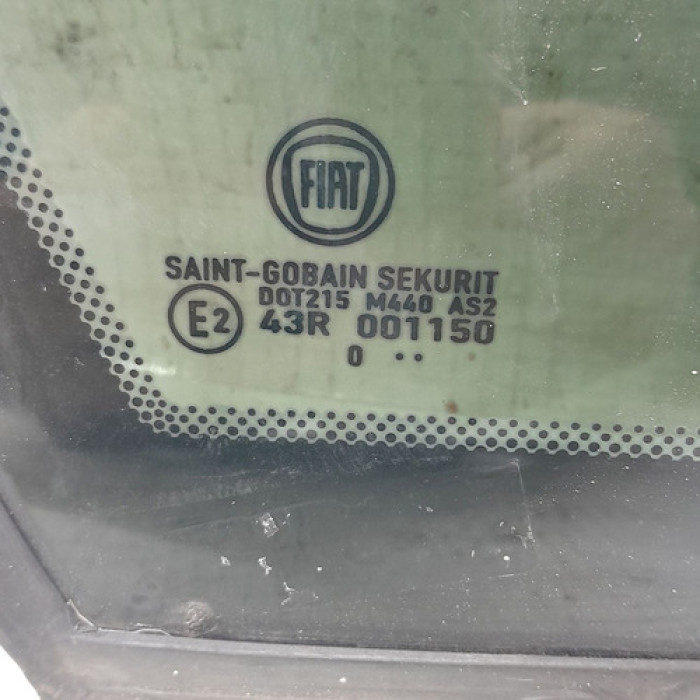 FIAT
SAINT-GOBAIN SEKURIT
DOT215 M440 AS2
E2 43R 001150
0 ..